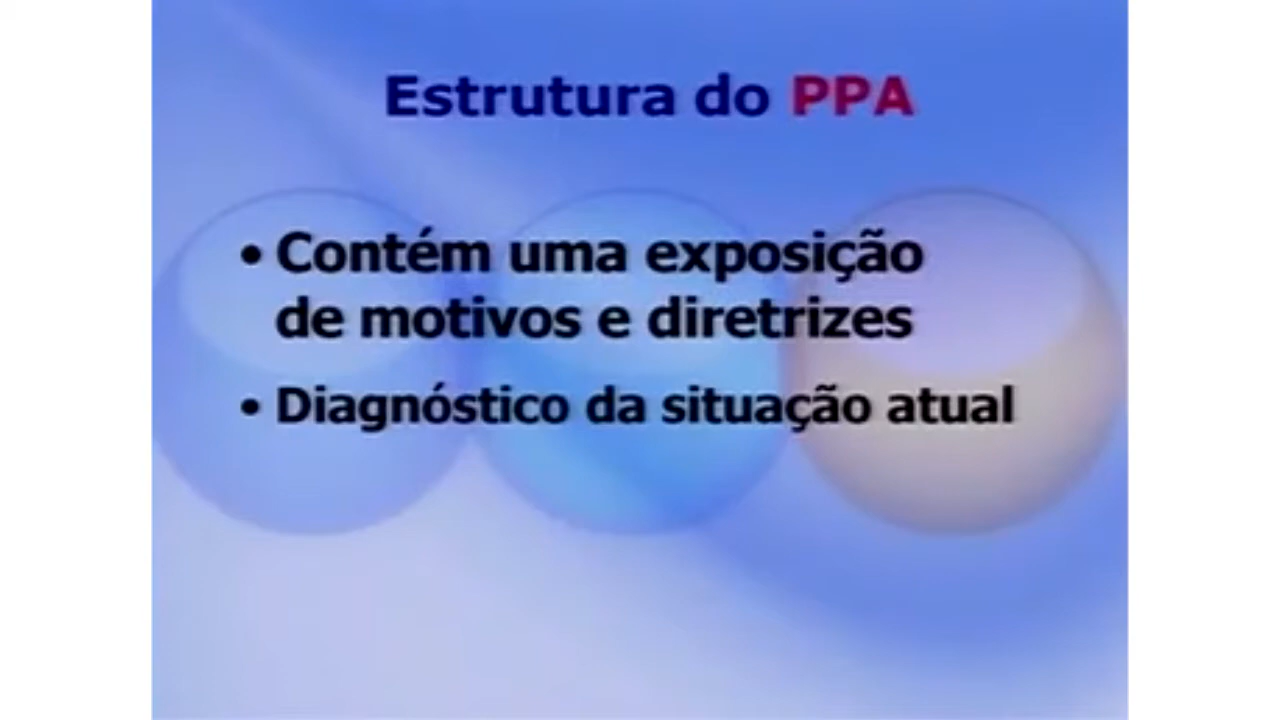 Estrutura do PPA
• Contém uma exposição
de motivos e diretrizes
• Diagnóstico da situação atual